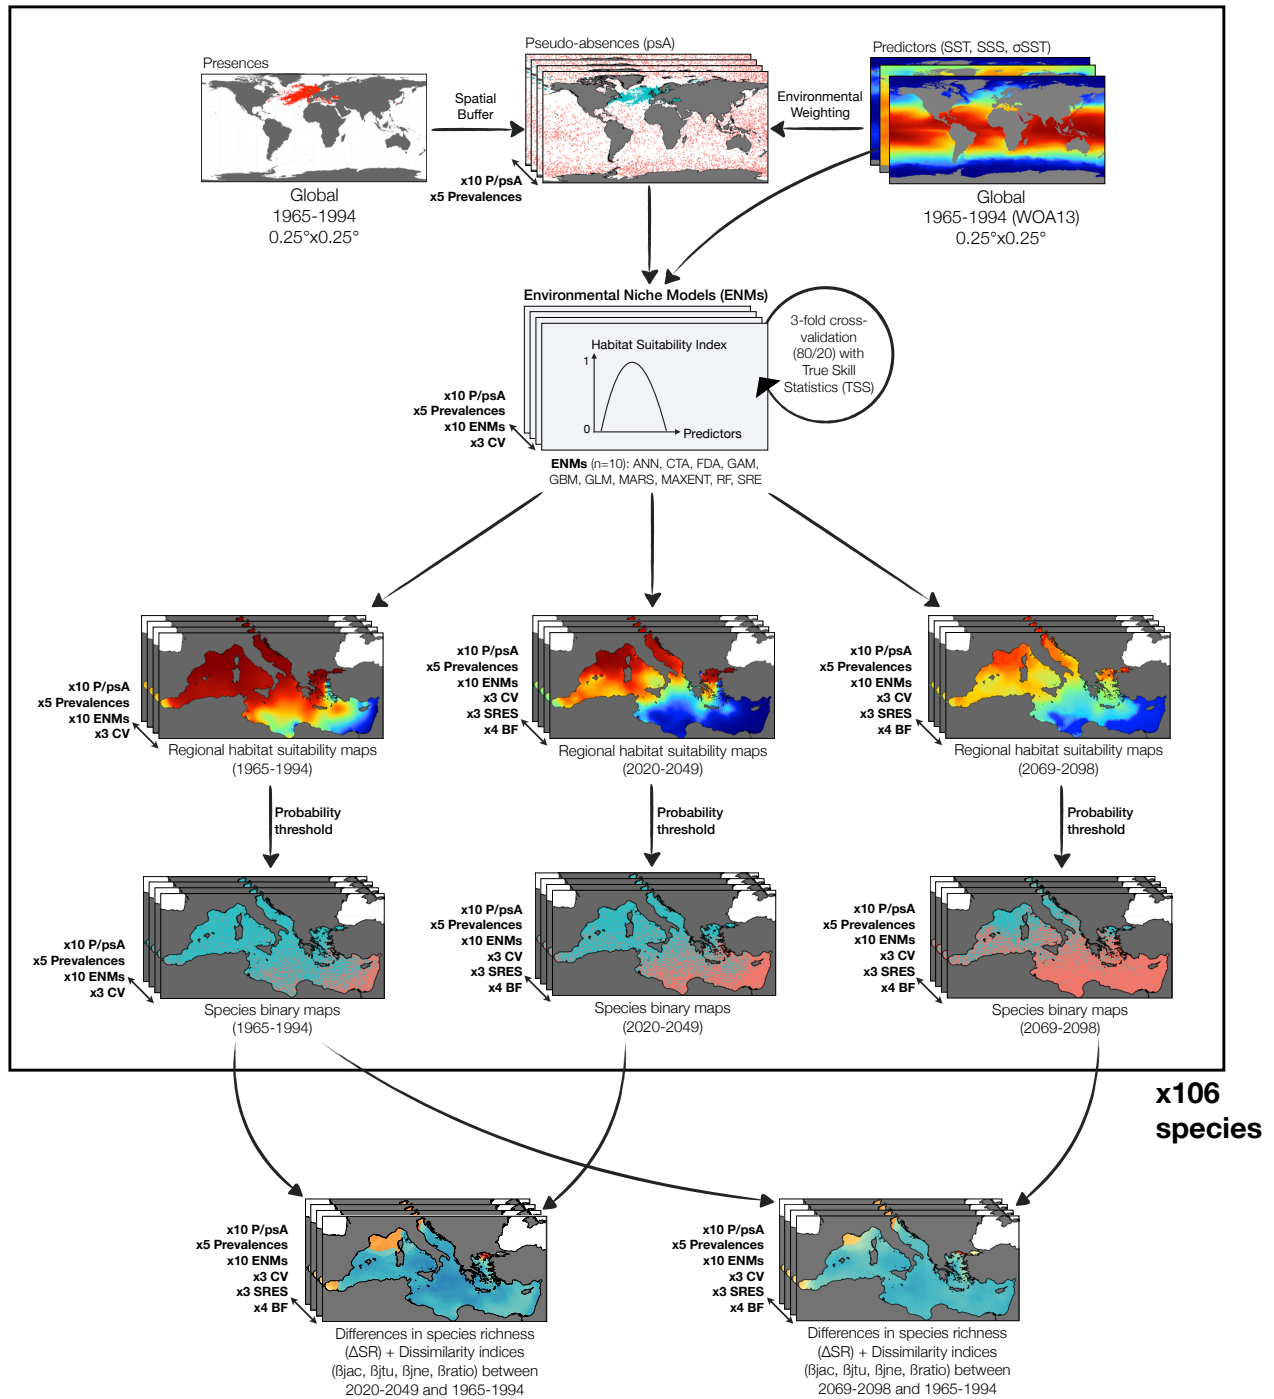 Presences
Global
1965-1994
0.25°x0.25°
Spatial
Buffer
Pseudo-absences (psA)
x10 P/psA
x5 Prevalences
Environmental
Weighting
Predictors (SST, SSS, σSST)
Global
1965-1994 (WOA13)
0.25°x0.25°
Environmental Niche Models (ENMs)
Habitat Suitability Index
1
0
Predictors
3-fold cross-
validation
(80/20) with
True Skill
Statistics (TSS)
x10 P/psA
x5 Prevalences
x10 ENMs
x3 CV
ENMs (n=10): ANN, CTA, FDA, GAM,
GBM, GLM, MARS, MAXENT, RF, SRE
x10 P/psA
x5 Prevalences
x10 ENMs
x3 CV
Regional habitat suitability maps
(1965-1994)
x10 P/psA
x5 Prevalences
x10 ENMs
x3 CV
x3 SRES
x4 BF
Regional habitat suitability maps
(2020-2049)
x10 P/psA
x5 Prevalences
x10 ENMs
x3 CV
x3 SRES
x4 BF
Regional habitat suitability maps
(2069-2098)
Probability
threshold
Probability
threshold
Probability
threshold
x10 P/psA
x5 Prevalences
x10 ENMs
x3 CV
Species binary maps
(1965-1994)
x10 P/psA
x5 Prevalences
x10 ENMs
x3 CV
x3 SRES
x4 BF
Species binary maps
(2020-2049)
x10 P/psA
x5 Prevalences
x10 ENMs
x3 CV
x3 SRES
x4 BF
Species binary maps
(2069-2098)
x106
species
x10 P/psA
x5 Prevalences
x10 ENMs
x3 CV
x3 SRES
x4 BF
Differences in species richness
(ΔSR) + Dissimilarity indices
(ßjac, ßjtu, ßjne, ßratio) between
2020-2049 and 1965-1994
x10 P/psA
x5 Prevalences
x10 ENMs
x3 CV
x3 SRES
x4 BF
Differences in species richness
(ΔSR) + Dissimilarity indices
(ßjac, ßjtu, ßjne, ßratio) between
2069-2098 and 1965-1994